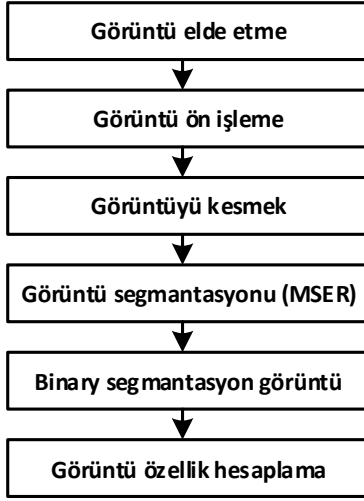 Görüntü elde etme
Görüntü ön işleme
Görüntüyü kesmek
Görüntü segmantasyonu (MSER)
Binary segmantasyon görüntü
Görüntü özellik hesaplama